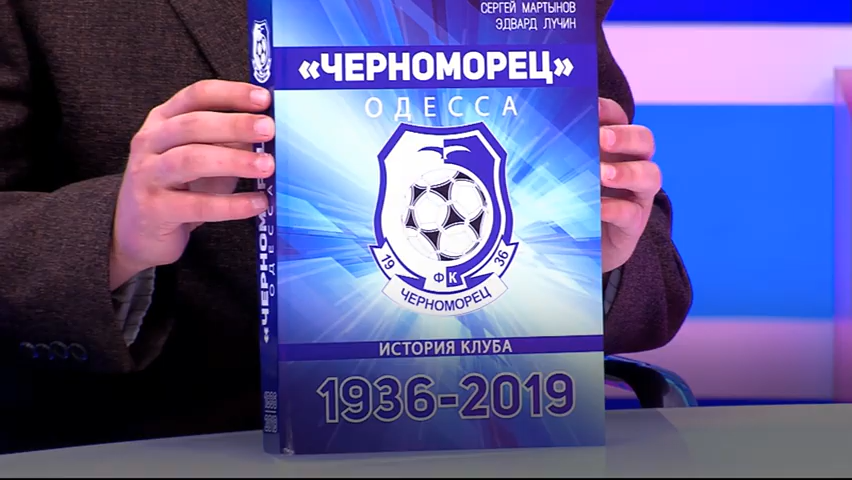 СЕРГЕЙ МАРТЫНОВ
ЭДВАРД ЛУЧИН
«ЧЕРНОМОРЕЦ»
ОДЕССА
19 ФК 36
ЧЕРНОМОРЕЦ
ИСТОРИЯ КЛУБА
1936-2019
«ЧЕРНОМОРЕЦ»
ОДЕССА